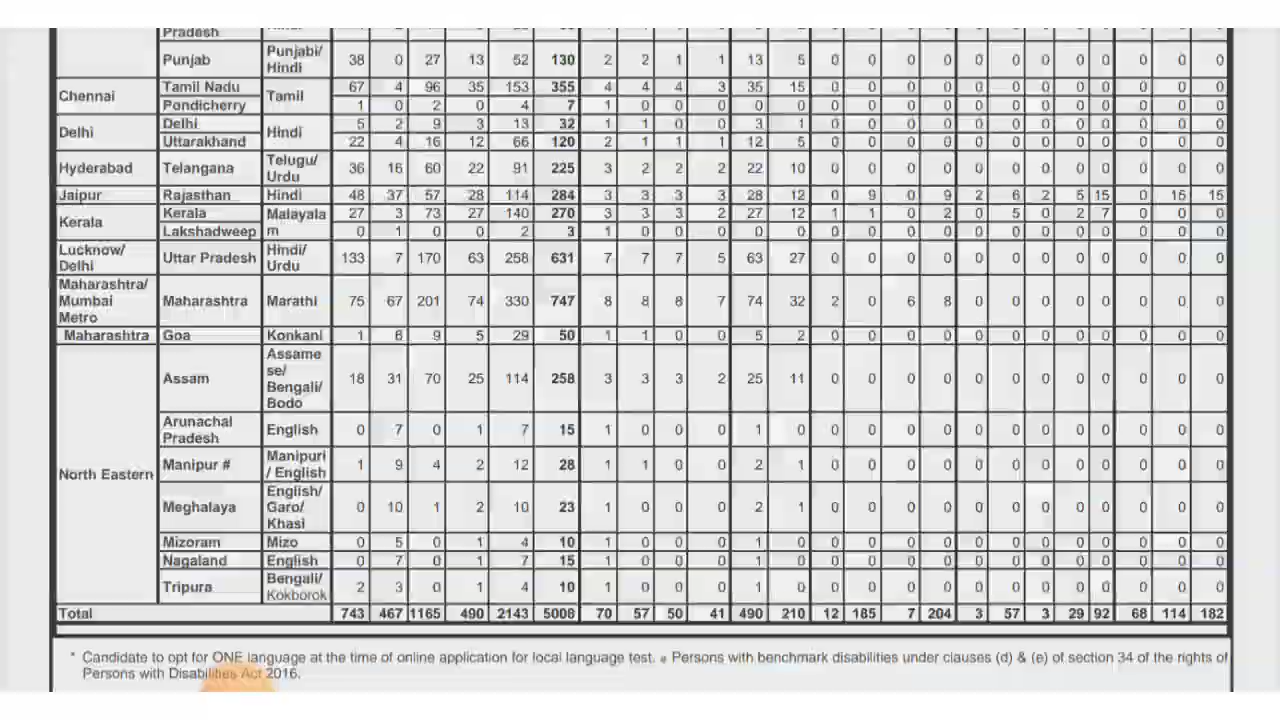 Pradesh
Punjab Punjabi/ Hindi 38 0 27 13 52 130 2 2 1 1 13 5 0 0 0 0 0 0 0 0 0 0 0 0
Chennai Tamil Nadu Tamil 67 4 96 35 153 355 4 4 4 3 35 15 0 0 0 0 0 0 0 0 0 0 0 0
Pondicherry 1 0 2 0 4 7 1 0 0 0 0 0 0 0 0 0 0 0 0 0 0 0 0 0
Delhi Delhi Hindi 5 2 9 3 13 32 1 1 0 0 3 1 0 0 0 0 0 0 0 0 0 0 0 0
Uttarakhand 22 4 16 12 66 120 2 1 1 1 12 5 0 0 0 0 0 0 0 0 0 0 0 0
Hyderabad Telangana Telugu/ Urdu 36 16 60 22 91 225 3 2 2 2 22 10 0 0 0 0 0 0 0 0 0 0 0 0
Jaipur Rajasthan Hindi 48 37 57 28 114 284 3 3 3 3 28 12 0 9 0 9 2 6 2 5 15 0 15 15
Kerala Kerala Malayala m 27 3 73 27 140 270 3 3 3 2 27 12 1 1 0 2 0 5 0 2 7 0 0 0
Lakshadweep 0 1 0 0 2 3 1 0 0 0 0 0 0 0 0 0 0 0 0 0 0 0 0 0
Lucknow/ Delhi Uttar Pradesh Hindi/ Urdu 133 7 170 63 258 631 7 7 7 5 63 27 0 0 0 0 0 0 0 0 0 0 0 0
Maharashtra/ Mumbai Metro Maharashtra Marathi 75 67 201 74 330 747 8 8 8 7 74 32 2 0 6 8 0 0 0 0 0 0 0 0
Maharashtra Goa Konkani 1 6 9 5 29 50 1 1 0 0 5 2 0 0 0 0 0 0 0 0 0 0 0 0
North Eastern Assam Assame se/ Bengali/ Bodo 18 31 70 25 114 258 3 3 3 2 25 11 0 0 0 0 0 0 0 0 0 0 0 0
Arunachal Pradesh English 0 7 0 1 7 15 1 0 0 0 1 0 0 0 0 0 0 0 0 0 0 0 0 0
Manipur # Manipuri / English 1 9 4 2 12 28 1 1 0 0 2 1 0 0 0 0 0 0 0 0 0 0 0 0
Meghalaya English/ Garo/ Khasi 0 10 1 2 10 23 1 0 0 0 2 1 0 0 0 0 0 0 0 0 0 0 0 0
Mizoram Mizo 0 5 0 1 4 10 1 0 0 0 1 0 0 0 0 0 0 0 0 0 0 0 0 0
Nagaland English 0 7 0 1 7 15 1 0 0 0 1 0 0 0 0 0 0 0 0 0 0 0 0 0
Tripura Bengali/ Kokborok 2 3 0 1 4 10 1 0 0 0 1 0 0 0 0 0 0 0 0 0 0 0 0 0
Total 743 467 1165 490 2143 5008 70 57 50 41 490 210 12 185 7 204 3 57 3 29 92 68 114 182
* Candidate to opt for ONE language at the time of online application for local language test. ⁕ Persons with benchmark disabilities under clauses (d) & (e) of section 34 of the rights of
Persons with Disabilities Act 2016.